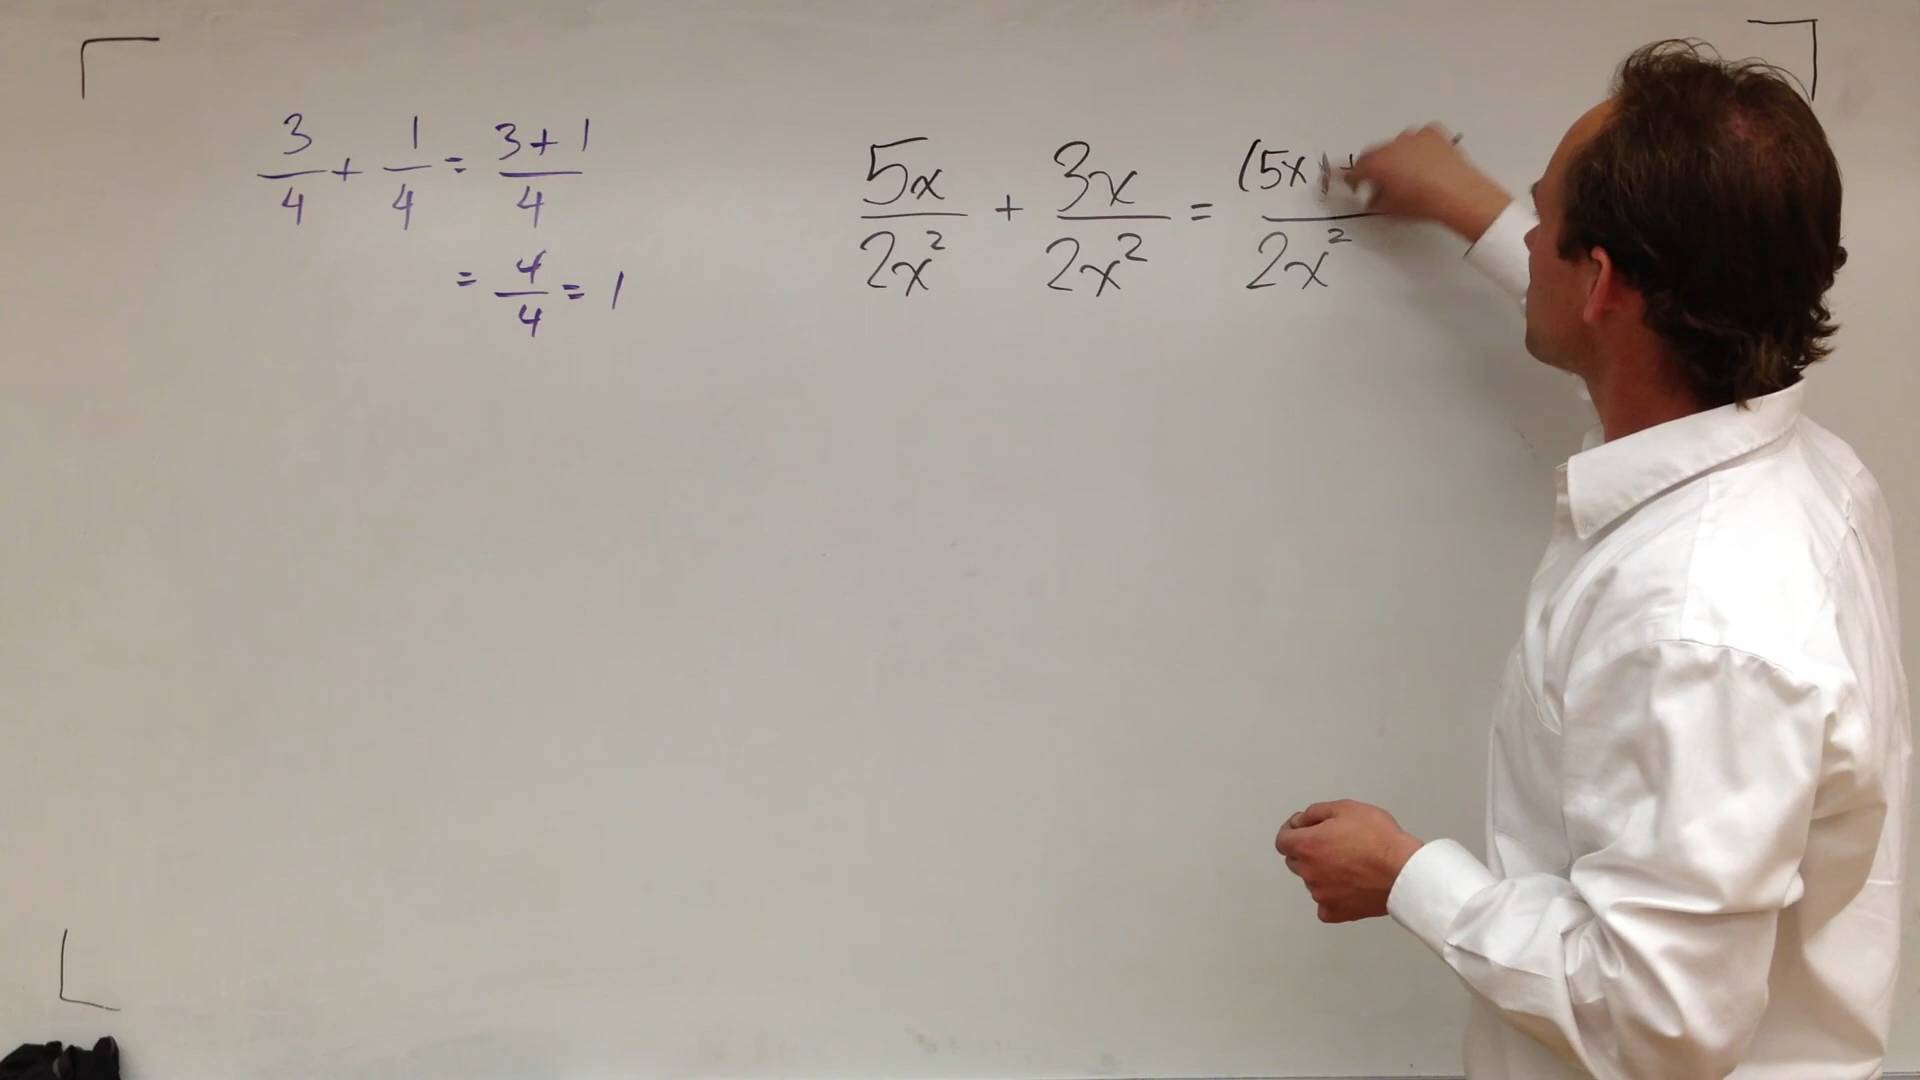 3/4 + 1/4 = (3+1)/4
= 4/4 = 1
5x/2x² + 3x/2x² = (5x)+ /2x²